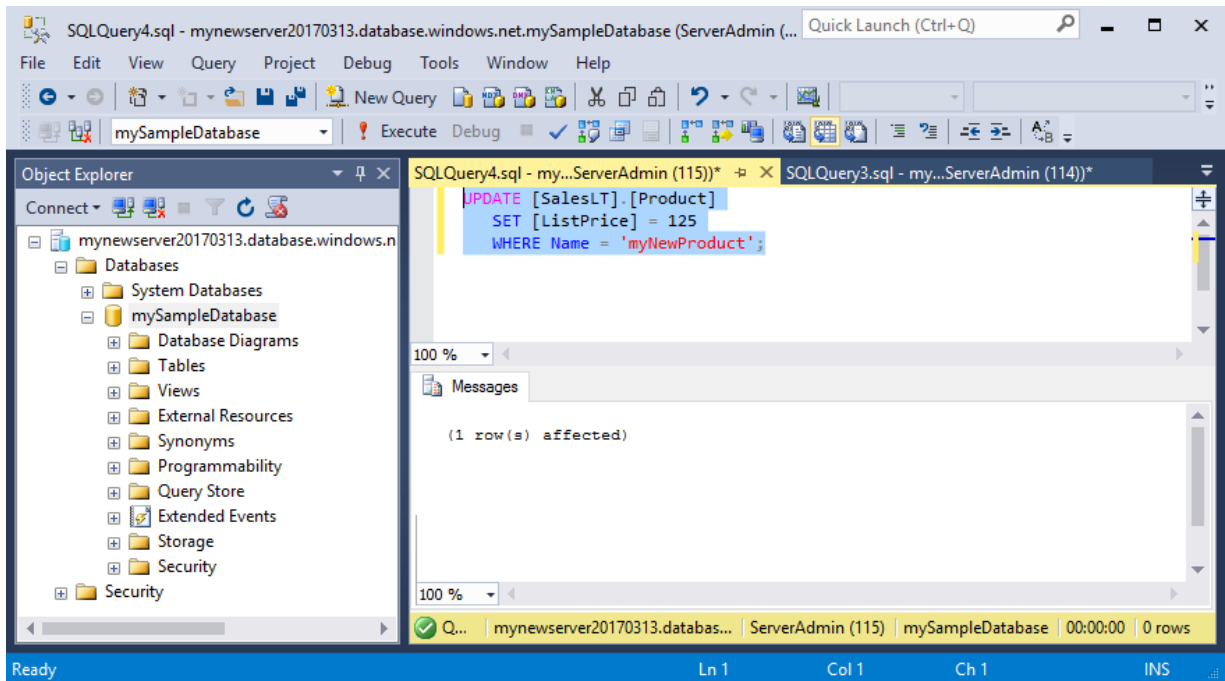 SQLQuery4.sql - mynewserver20170313.database.windows.net.mySampleDatabase (ServerAdmin (... Quick Launch (Ctrl+Q)
File Edit View Query Project Debug Tools Window Help
New Query
mySampleDatabase Execute Debug
Object Explorer
Connect
mynewserver20170313.database.windows.n
Databases
System Databases
mySampleDatabase
Database Diagrams
Tables
Views
External Resources
Synonyms
Programmability
Query Store
Extended Events
Storage
Security
Security
SQLQuery4.sql - my...ServerAdmin (115))* SQLQuery3.sql - my...ServerAdmin (114))*
UPDATE [SalesLT].[Product]
SET [ListPrice] = 125
WHERE Name = 'myNewProduct';
100 %
Messages
(1 row(s) affected)
100 %
Q... mynewserver20170313.databas... ServerAdmin (115) mySampleDatabase 00:00:00 0 rows
Ready Ln 1 Col 1 Ch 1 INS